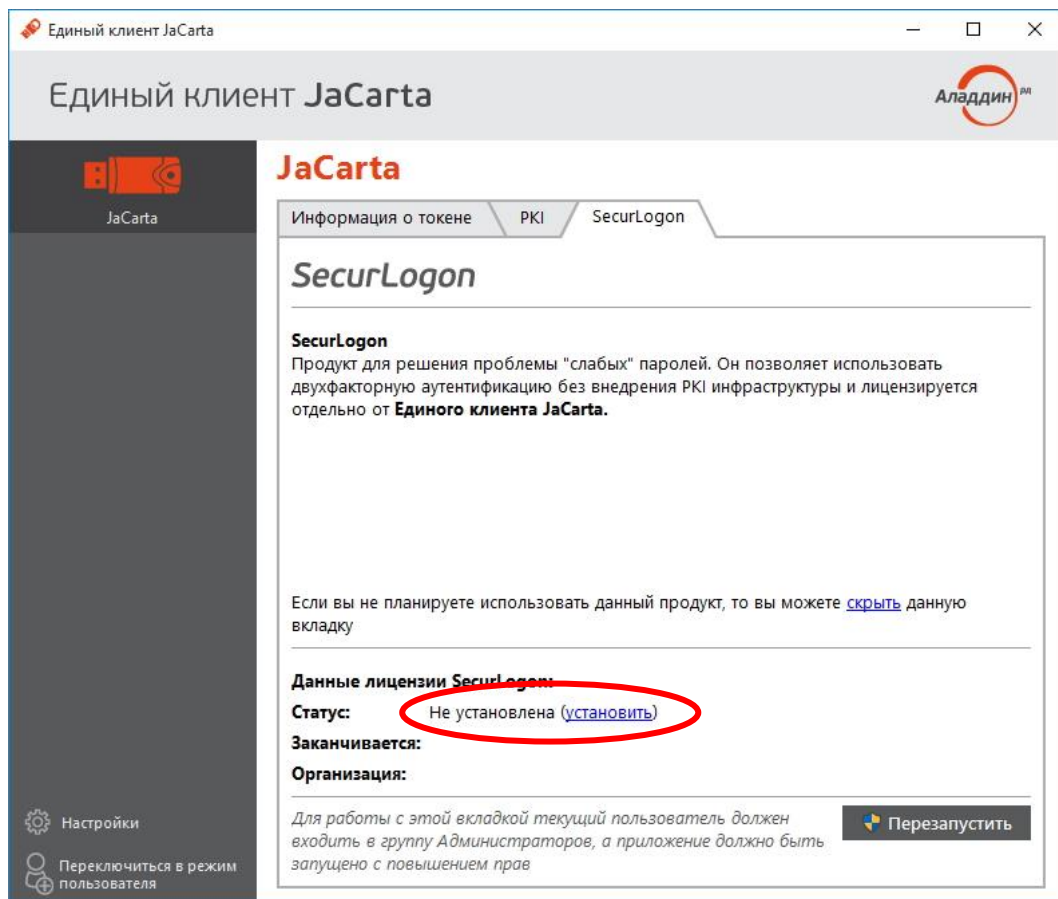 Единый клиент JaCarta
Единый клиент JaCarta
Аладдин РД
JaCarta
JaCarta
Информация о токене
PKI
SecurLogon
SecurLogon
SecurLogon
Продукт для решения проблемы "слабых" паролей. Он позволяет использовать
двухфакторную аутентификацию без внедрения PKI инфраструктуры и лицензируется
отдельно от Единого клиента JaCarta.
Если вы не планируете использовать данный продукт, то вы можете скрыть данную
вкладку
Данные лицензии SecurLogon:
Статус: Не установлена (установить)
Заканчивается:
Организация:
Для работы с этой вкладкой текущий пользователь должен
входить в группу Администраторов, а приложение должно быть
запущено с повышением прав
Перезапустить
Настройки
Переключиться в режим
пользователя